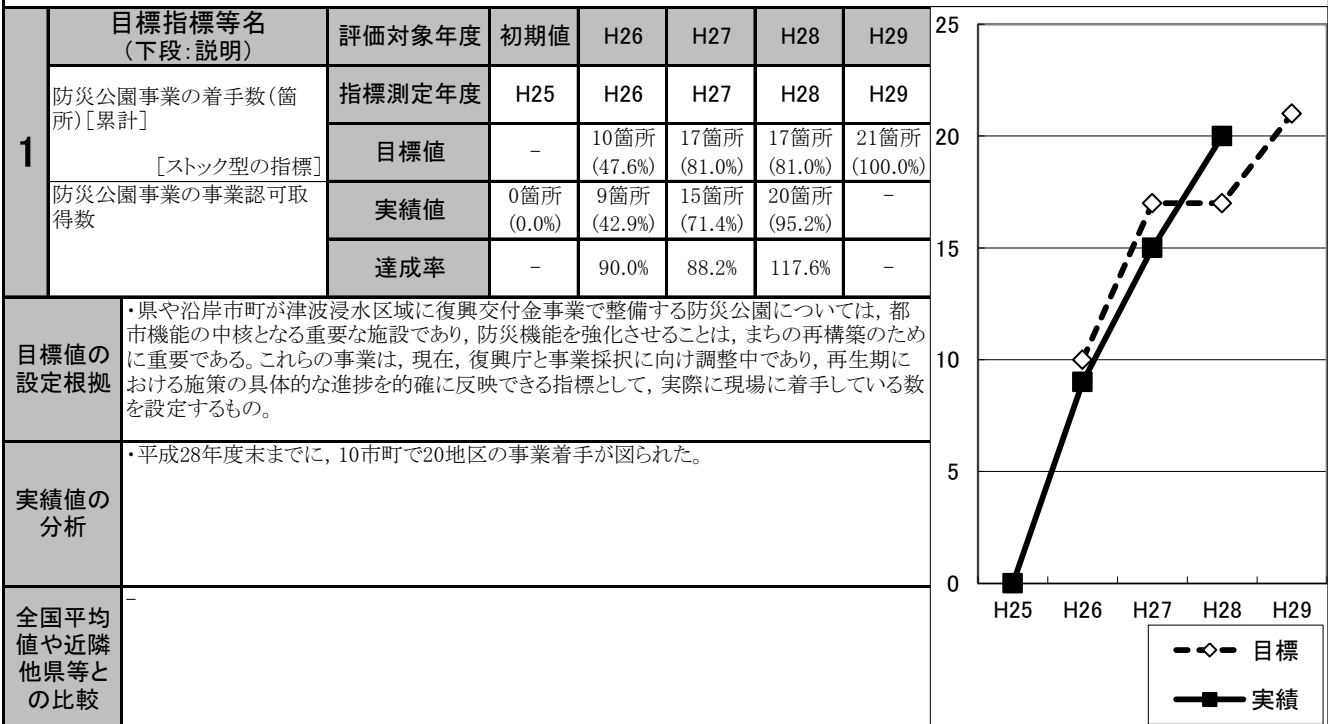 1
目標指標等名
(下段:説明)
評価対象年度 初期値 H26 H27 H28 H29
防災公園事業の着手数(箇
所)[累計]
[ストック型の指標]
防災公園事業の事業認可取
得数
指標測定年度 H25 H26 H27 H28 H29
目標値 - 10箇所 17箇所 17箇所 21箇所
(47.6%) (81.0%) (81.0%) (100.0%)
実績値 0箇所 9箇所 15箇所 20箇所 -
(0.0%) (42.9%) (71.4%) (95.2%)
達成率 - 90.0% 88.2% 117.6% -
目標値の
設定根拠
・県や沿岸市町が津波浸水区域に復興交付金事業で整備する防災公園については, 都
市機能の中核となる重要な施設であり, 防災機能を強化させることは, まちの再構築のため
に重要である。これらの事業は, 現在, 復興庁と事業採択に向け調整中であり, 再生期に
おける施策の具体的な進捗を的確に反映できる指標として, 実際に現場に着手している数
を設定するもの。
実績値の
分析
・平成28年度末までに, 10市町で20地区の事業着手が図られた。
全国平均
値や近隣
他県等と
の比較
-
25
20
15
10
5
0
H25 H26 H27 H28 H29
目標
実績